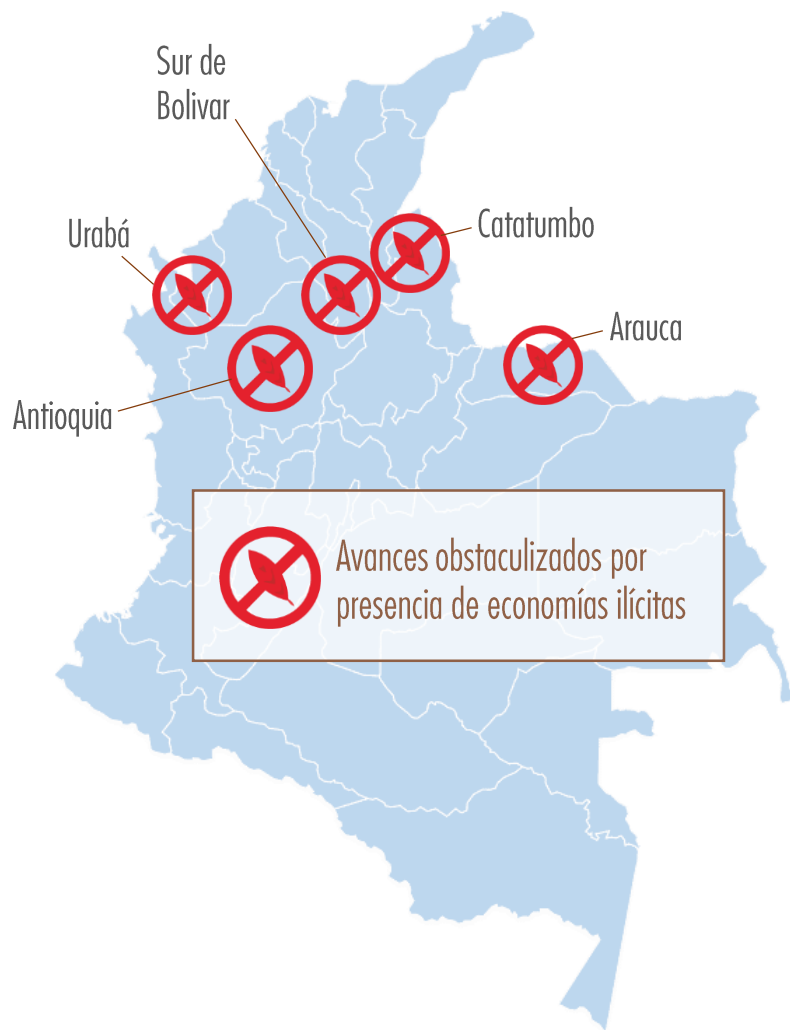 Sur de
Bolivar
Urabá
Catatumbo
Arauca
Antioquia
Avances obstaculizados por
presencia de economías ilícitas